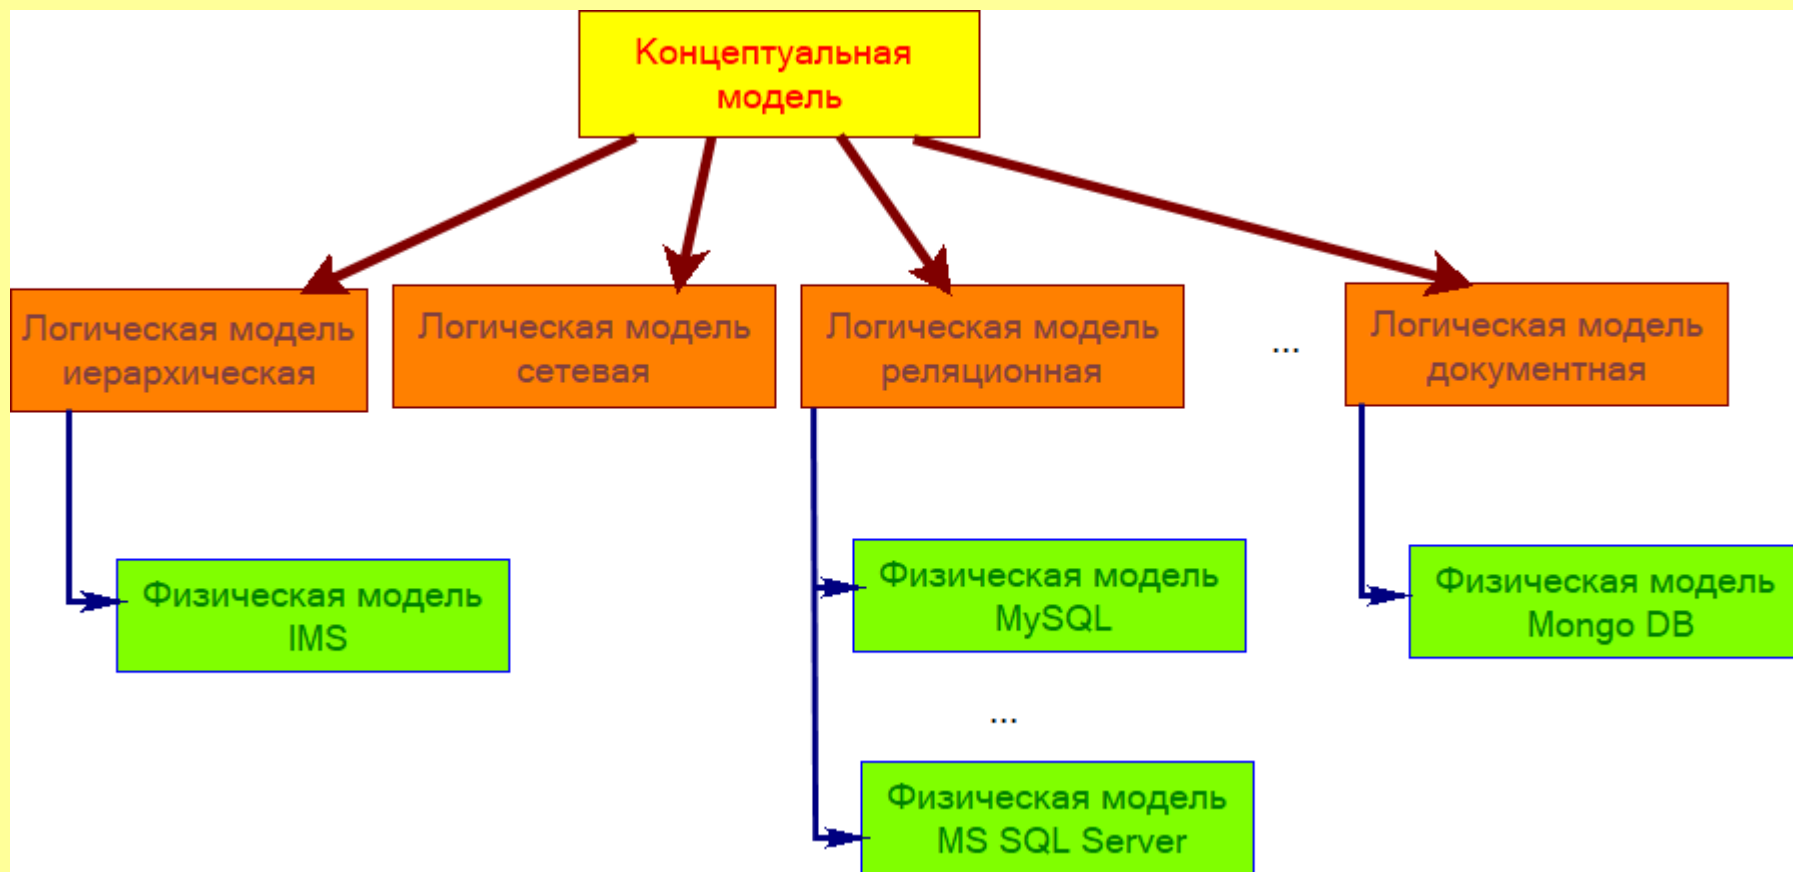 Концептуальная
модель
Логическая модель
иерархическая
Логическая модель
сетевая
Логическая модель
реляционная
...
Логическая модель
документная
Физическая модель
IMS
Физическая модель
MySQL
Физическая модель
Mongo DB
...
Физическая модель
MS SQL Server